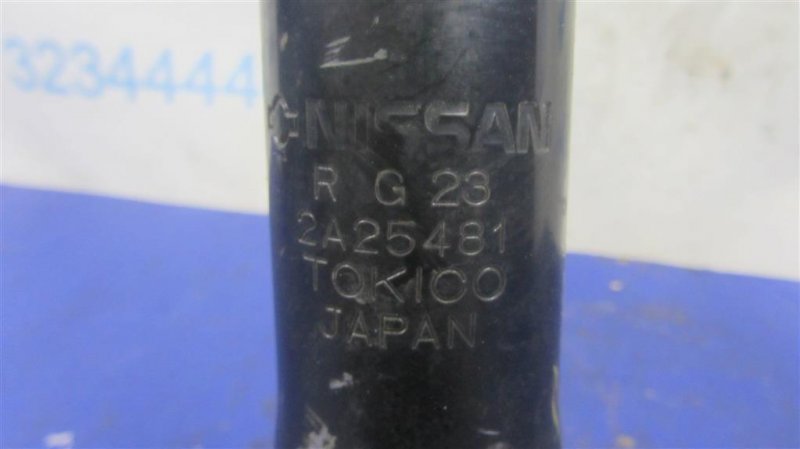 3234444
NISSAN
R G 23
2A25481
TOKICO
JAPAN